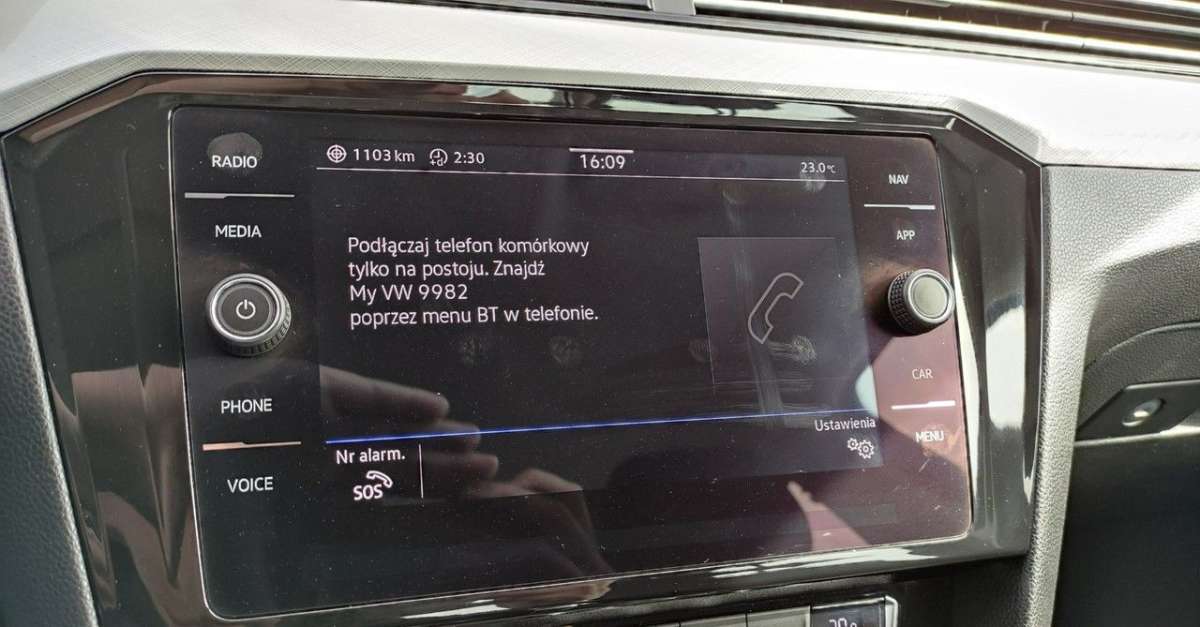 RADIO
MEDIA
PHONE
VOICE
1103 km
+d 2:30
16:09
23.0°C
Podłączaj telefon komórkowy
tylko na postoju. Znajdź
My VW 9982
poprzez menu BT w telefonie.
Nr alarm.
SOS
Ustawienia
NAV
APP
CAR
MENU